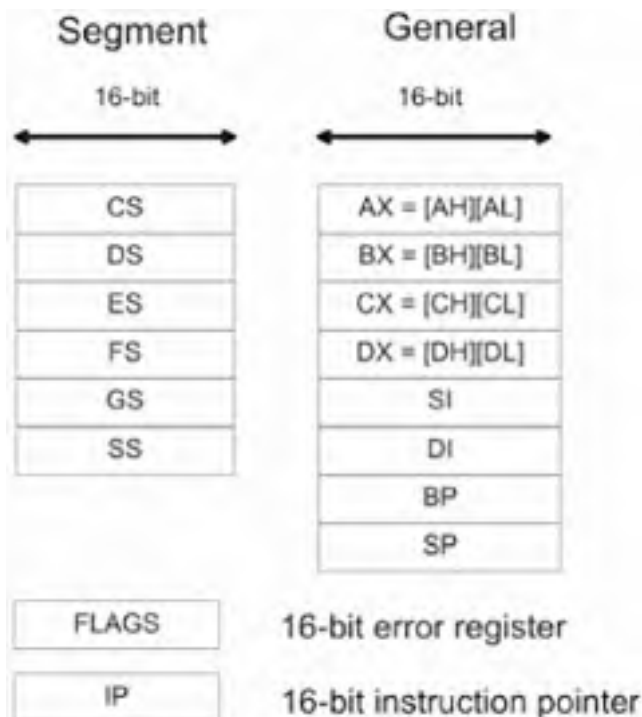 Segment
General
16-bit
16-bit
CS
DS
ES
FS
GS
SS
AX = [AH][AL]
BX = [BH][BL]
CX = [CH][CL]
DX = [DH][DL]
SI
DI
BP
SP
FLAGS
16-bit error register
IP
16-bit instruction pointer